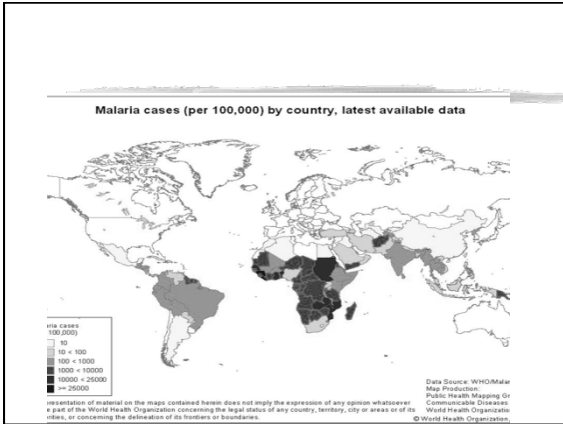 Malaria cases (per 100,000) by country, latest available data
ria cases
100,000)
10
10 < 100
100 < 1000
1000 < 10000
10000 < 25000
>= 25000
Data Source: WHO/Malar
Map Production:
Public Health Mapping Gr
Communicable Diseases
World Health Organizatio
© World Health Organization,
resentation of material on the maps contained herein does not imply the expression of any opinion whatsoever
e part of the World Health Organization concerning the legal status of any country, territory, city or areas or of its
rities, or concerning the delineation of its frontiers or boundaries.